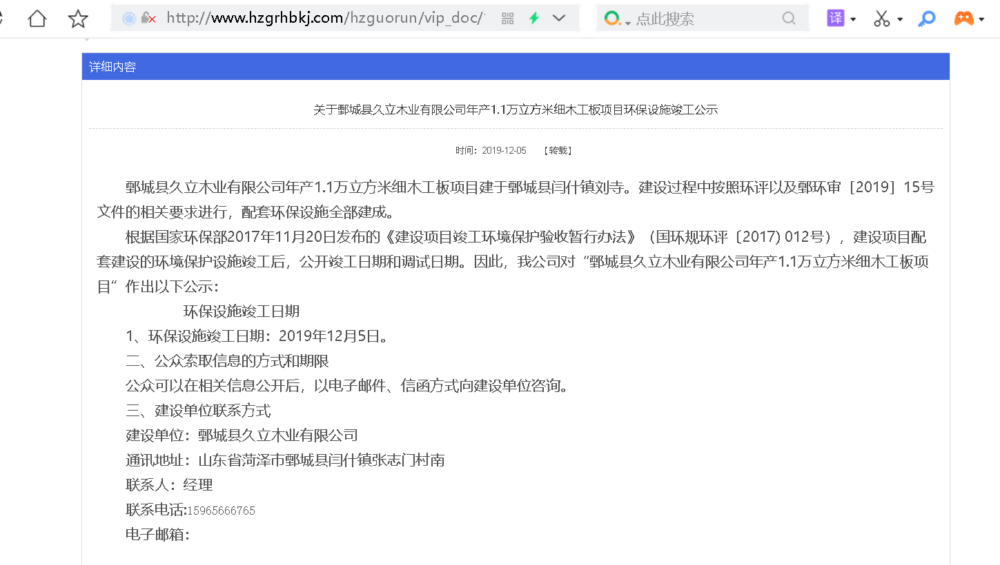 http://www.hzgrhbkj.com/hzguorun/vip_doc/
点此搜索
译
详细内容
关于鄄城县久立木业有限公司年产1.1万立方米细木工板项目环保设施竣工公示
时间：2019-12-05 【转载】
鄄城县久立木业有限公司年产1.1万立方米细木工板项目建于鄄城县闫什镇刘寺。建设过程中按照环评以及鄄环审［2019］15号
文件的相关要求进行，配套环保设施全部建成。
根据国家环保部2017年11月20日发布的《建设项目竣工环境保护验收暂行办法》（国环规环评〔2017) 012号），建设项目配
套建设的环境保护设施竣工后，公开竣工日期和调试日期。因此，我公司对“鄄城县久立木业有限公司年产1.1万立方米细木工板项
目”作出以下公示：
环保设施竣工日期
1、环保设施竣工日期：2019年12月5日。
二、公众索取信息的方式和期限
公众可以在相关信息公开后，以电子邮件、信函方式向建设单位咨询。
三、建设单位联系方式
建设单位：鄄城县久立木业有限公司
通讯地址：山东省菏泽市鄄城县闫什镇张志门村南
联系人：经理
联系电话:15965666765
电子邮箱：